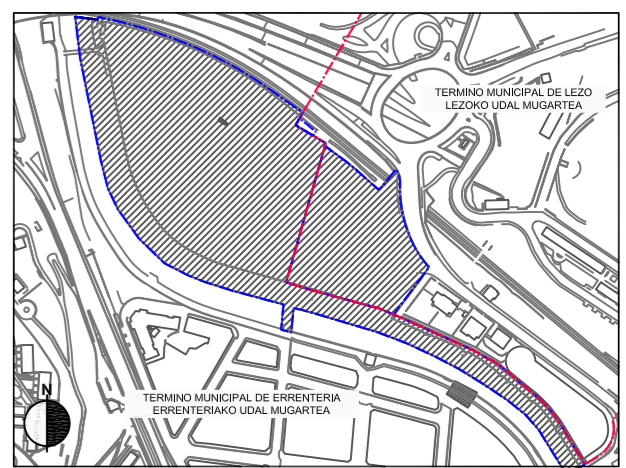 TERMINO MUNICIPAL DE LEZO
LEZOKO UDAL MUGARTEA
TERMINO MUNICIPAL DE ERRENTERIA
ERRENTERIAKO UDAL MUGARTEA
N